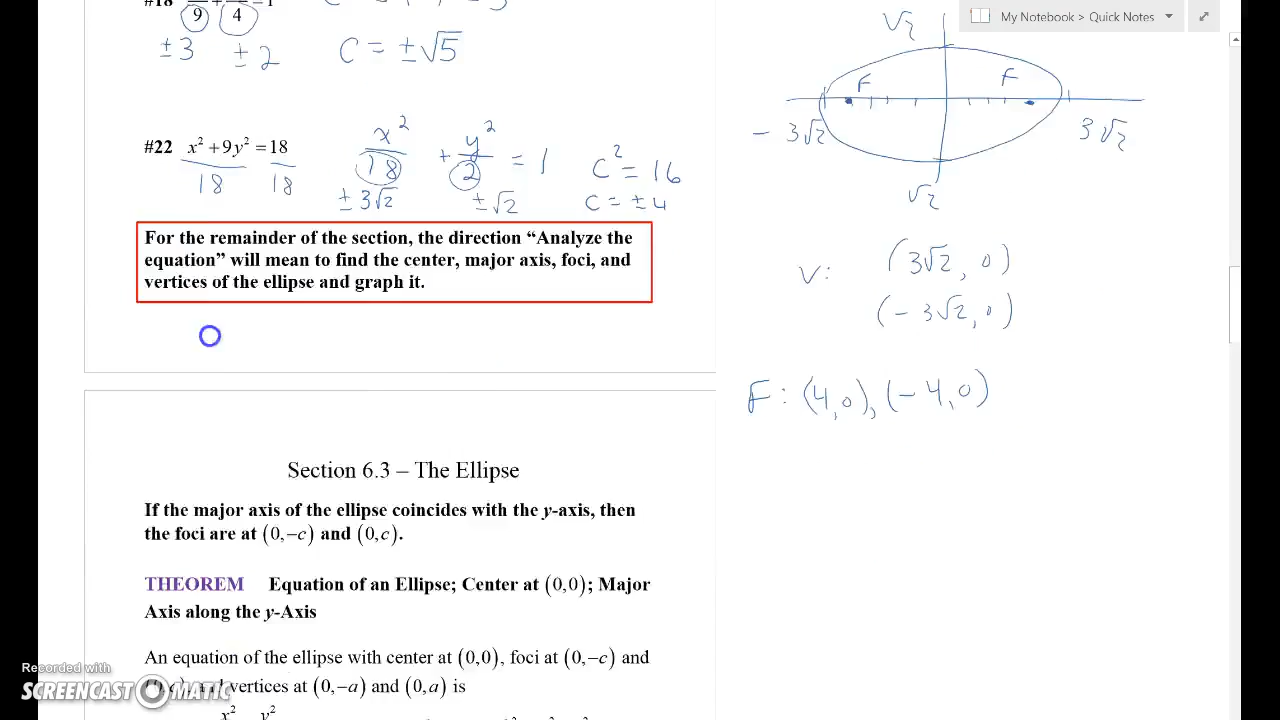 My Notebook > Quick Notes
9 4
± 3 ± 2 C = ± √5
#22 x² + 9y² = 18
18 18
x²/18 + y²/2 = 1
± 3√2 ± √2
C² = 16
C = ± 4
For the remainder of the section, the direction “Analyze the
equation” will mean to find the center, major axis, foci, and
vertices of the ellipse and graph it.
√2
F F
- 3√2 3√2
√2
V: (3√2, 0)
(- 3√2, 0)
F: (4,0), (- 4,0)
Section 6.3 – The Ellipse
If the major axis of the ellipse coincides with the y-axis, then
the foci are at (0,−c) and (0,c).
THEOREM Equation of an Ellipse; Center at (0,0); Major
Axis along the y-Axis
An equation of the ellipse with center at (0,0), foci at (0,−c) and
and vertices at (0,−a) and (0,a) is
x² y²
Recorded with
SCREENCAST MATIC